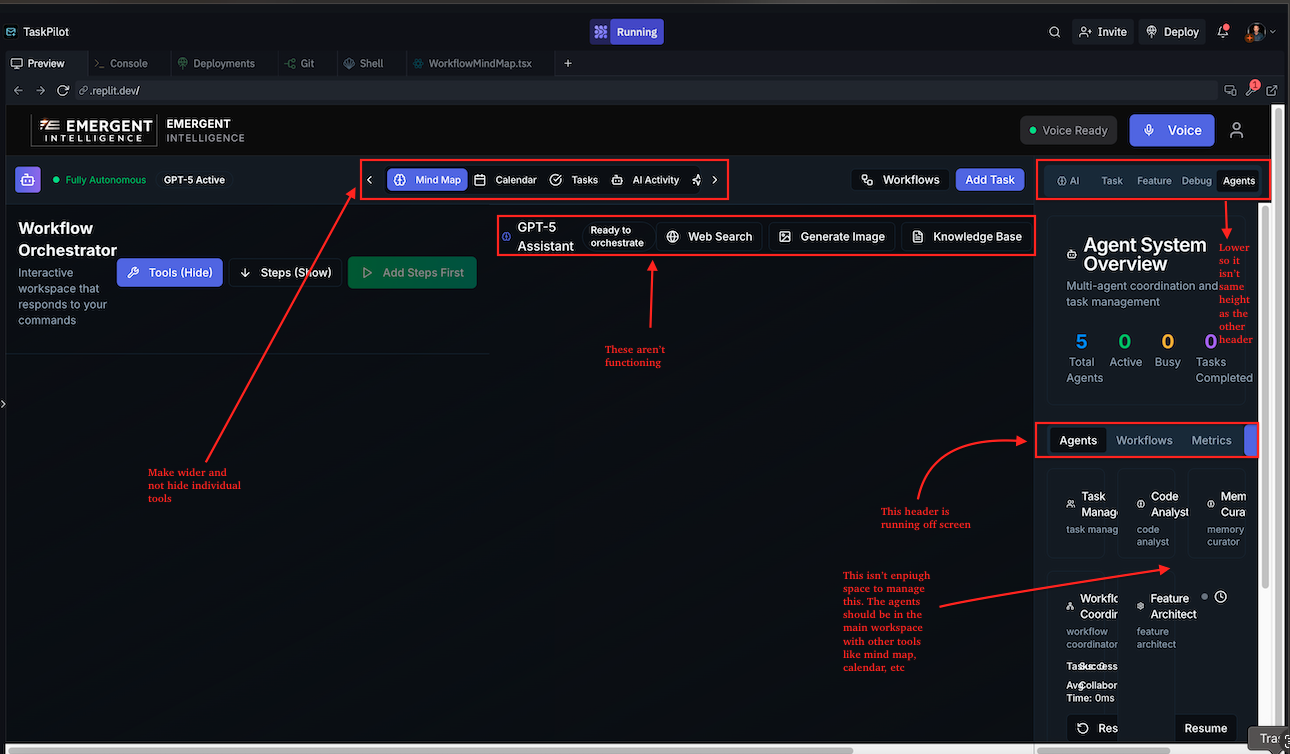 TaskPilot
Running
Invite
Deploy
Preview
Console
Deployments
Git
Shell
WorkflowMindMap.tsx
.replit.dev/
1
EMERGENT
INTELLIGENCE
EMERGENT
INTELLIGENCE
Voice Ready
Voice
Fully Autonomous
GPT-5 Active
Mind Map
Calendar
Tasks
AI Activity
Workflows
Add Task
AI
Task
Feature
Debug
Agents
Workflow
Orchestrator
Interactive
workspace that
responds to your
commands
Tools (Hide)
Steps (Show)
Add Steps First
GPT-5
Assistant
Ready to
orchestrate
Web Search
Generate Image
Knowledge Base
Agent System
Overview
Multi-agent coordination and
task management
Lower
so it
isn't
same
height
as the
other
header
5
Total
Agents
0
Active
0
Busy
0
Tasks
Completed
These aren't
functioning
Make wider and
not hide individual
tools
This header is
running off screen
Agents
Workflows
Metrics
Task
Manag
task manag
Code
Analyst
code
analyst
Mem
Cura
memory
curator
This isn't enpiugh
space to manage
this. The agents
should be in the
main workspace
with other tools
like mind map,
calendar, etc
Workflo
Coordin
workflow
coordinator
Feature
Architect
feature
architect
Time: 0ms
Res
Resume
Tra